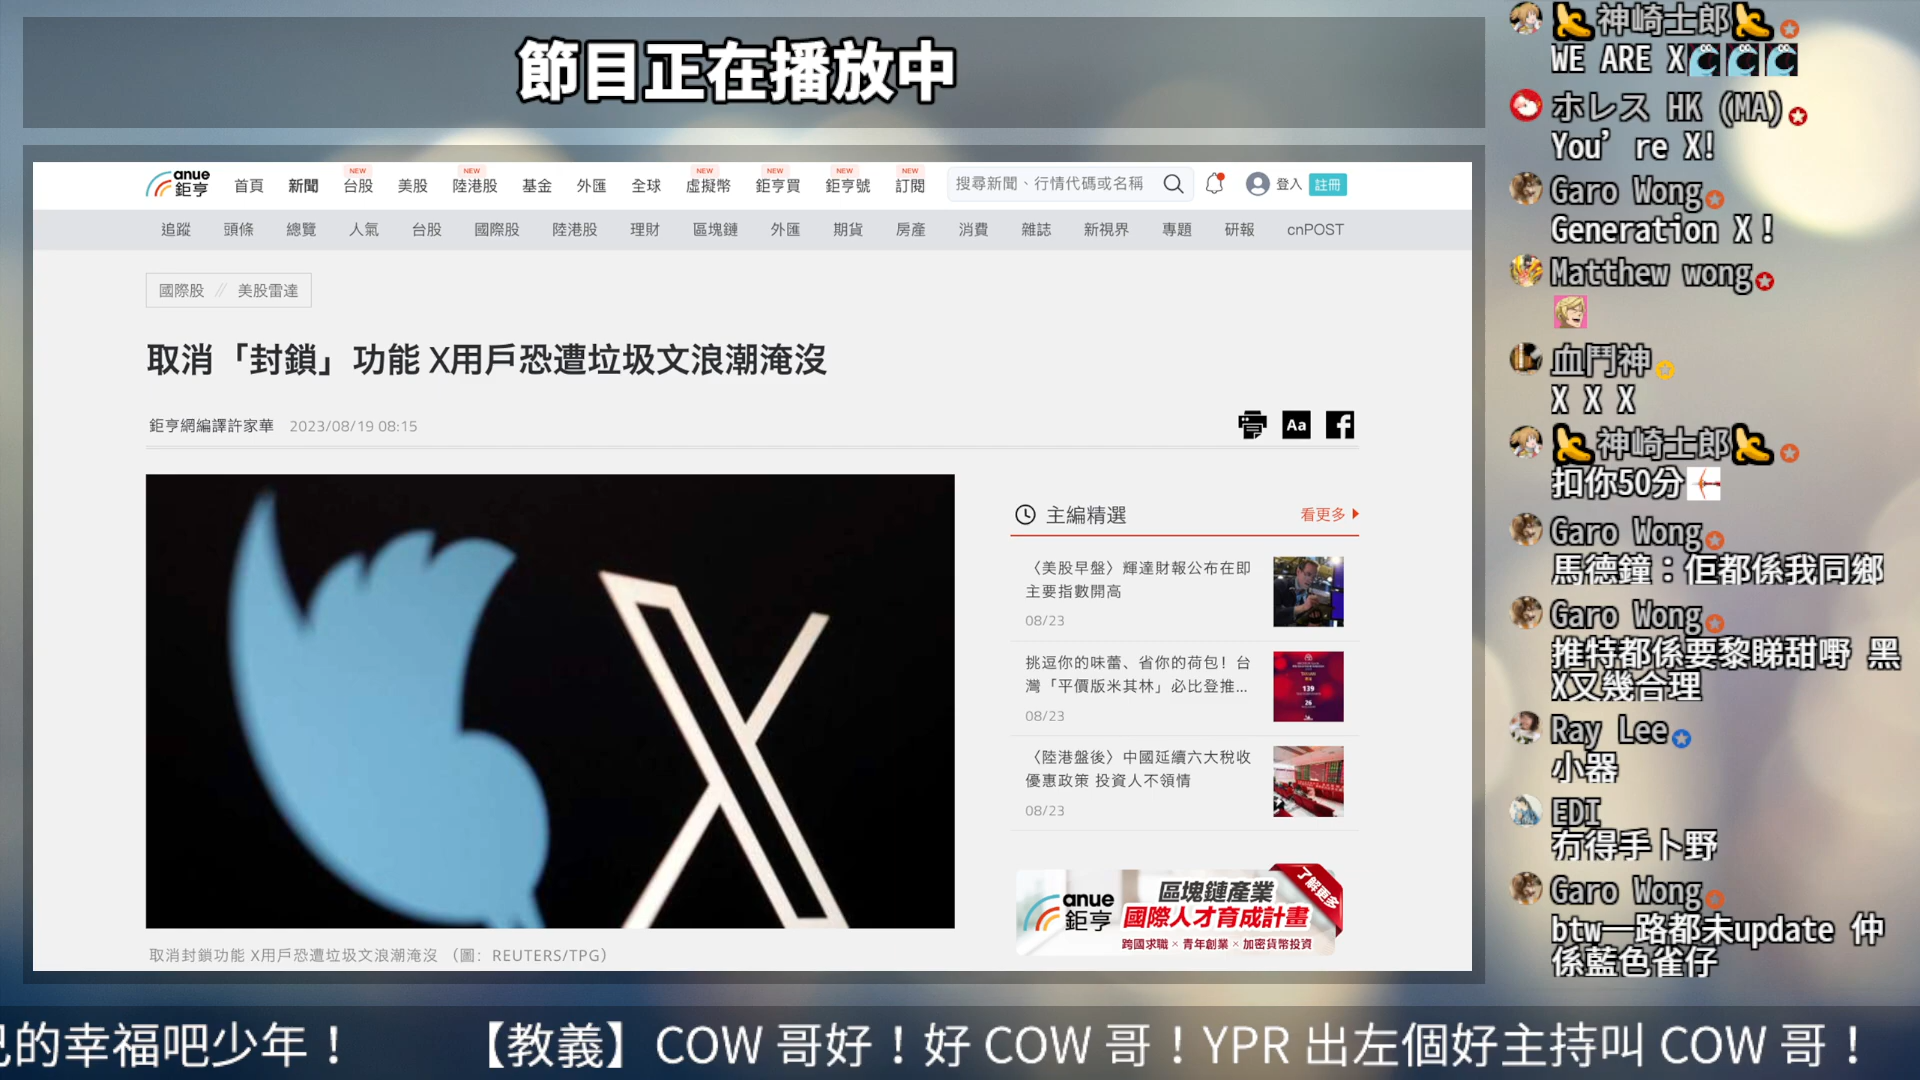 節目正在播放中
anue
鉅亨
首頁
新聞
NEW
台股
美股
NEW
陸港股
基金
外匯
全球
NEW
虛擬幣
NEW
鉅亨買
NEW
鉅亨號
NEW
訂閱
搜尋新聞、行情代碼或名稱
登入
註冊
追蹤
頭條
總覽
人氣
台股
國際股
陸港股
理財
區塊鏈
外匯
期貨
房產
消費
雜誌
新視界
專題
研報
cnPOST
國際股 // 美股雷達
取消「封鎖」功能 X用戶恐遭垃圾文浪潮淹沒
鉅亨網編譯許家華 2023/08/19 08:15
Aa
取消封鎖功能 X用戶恐遭垃圾文浪潮淹沒 (圖：REUTERS/TPG)
主編精選
看更多
〈美股早盤〉輝達財報公布在即
主要指數開高
08/23
挑逗你的味蕾、省你的荷包！台
灣「平價版米其林」必比登推...
08/23
139
26
〈陸港盤後〉中國延續六大稅收
優惠政策 投資人不領情
08/23
anue
鉅亨
區塊鏈產業
國際人才育成計畫
跨國求職 × 青年創業 × 加密貨幣投資
了解更多
神崎士郎
WE ARE X
ホレス HK (MA)
You' re X!
Garo Wong
Generation X！
Matthew wong
血鬥神
X X X
神崎士郎
扣你50分
Garo Wong
馬德鐘：佢都係我同鄉
Garo Wong
推特都係要黎睇甜嘢 黑
X又幾合理
Ray Lee
小器
EDI
冇得手卜野
Garo Wong
btw一路都未update 仲
係藍色雀仔
的幸福吧少年！ 【教義】COW 哥好！好 COW 哥！YPR 出左個好主持叫 COW 哥！